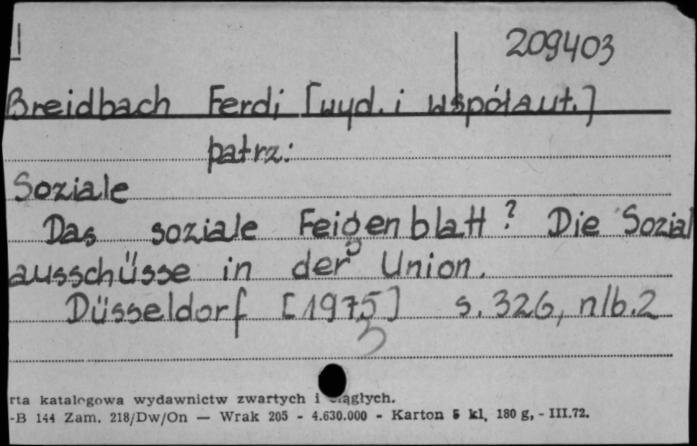 209403
Breidbach Ferdi [wyd. i współaut.]
patrz:
Soziale
Das soziale Feigenblatt? Die Sozial
ausschüsse in der Union.
Düsseldorf [1975] s. 326, nlb. 2
rta katalogowa wydawnictw zwartych i ciągłych.
-B 144 Zam. 218/Dw/On — Wrak 205 - 4.630.000 - Karton 5 kl. 180 g, - III.72.